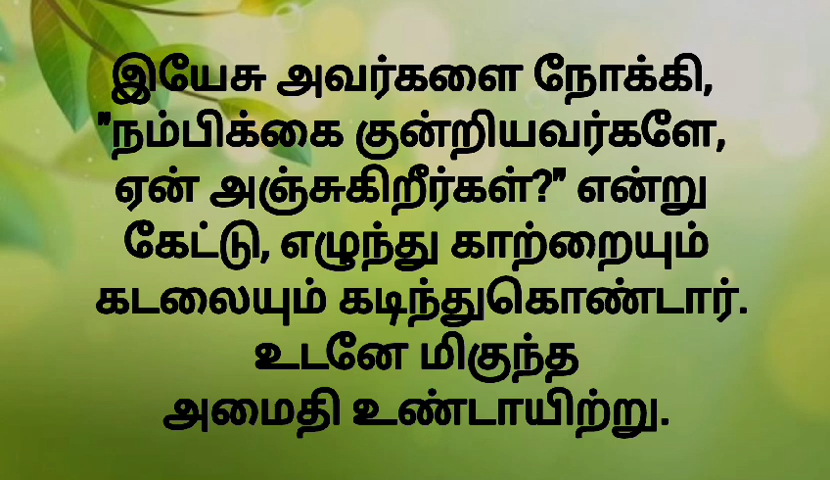 இயேசு அவர்களை நோக்கி,
"நம்பிக்கை குன்றியவர்களே,
ஏன் அஞ்சுகிறீர்கள்?" என்று
கேட்டு, எழுந்து காற்றையும்
கடலையும் கடிந்துகொண்டார்.
உடனே மிகுந்த
அமைதி உண்டாயிற்று.